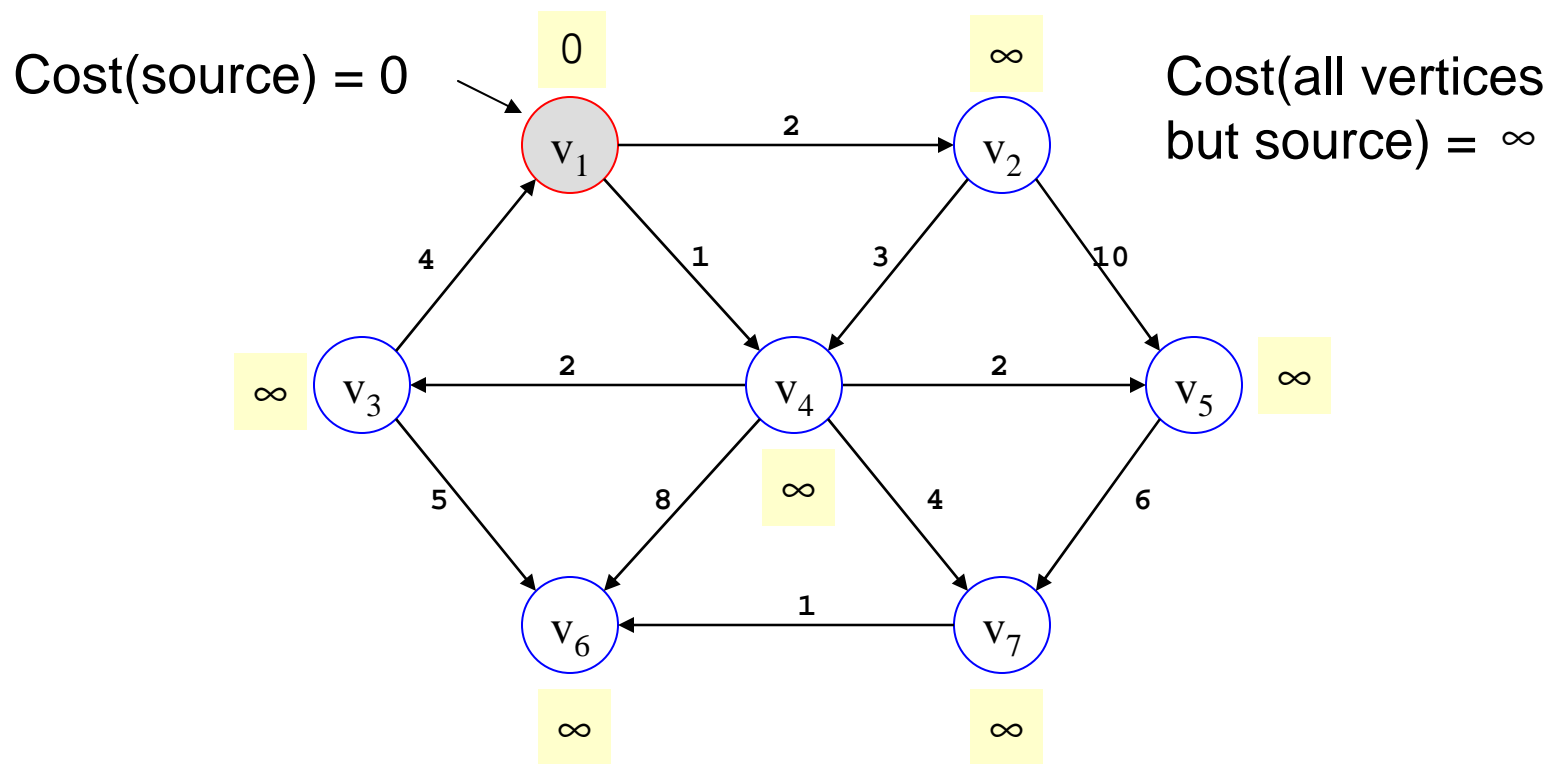 0
∞
Cost(source) = 0
Cost(all vertices
but source) = ∞
2
v1
v2
4
1
3
10
2
2
∞
v3
v4
v5
∞
∞
5
8
4
6
1
v6
v7
∞
∞